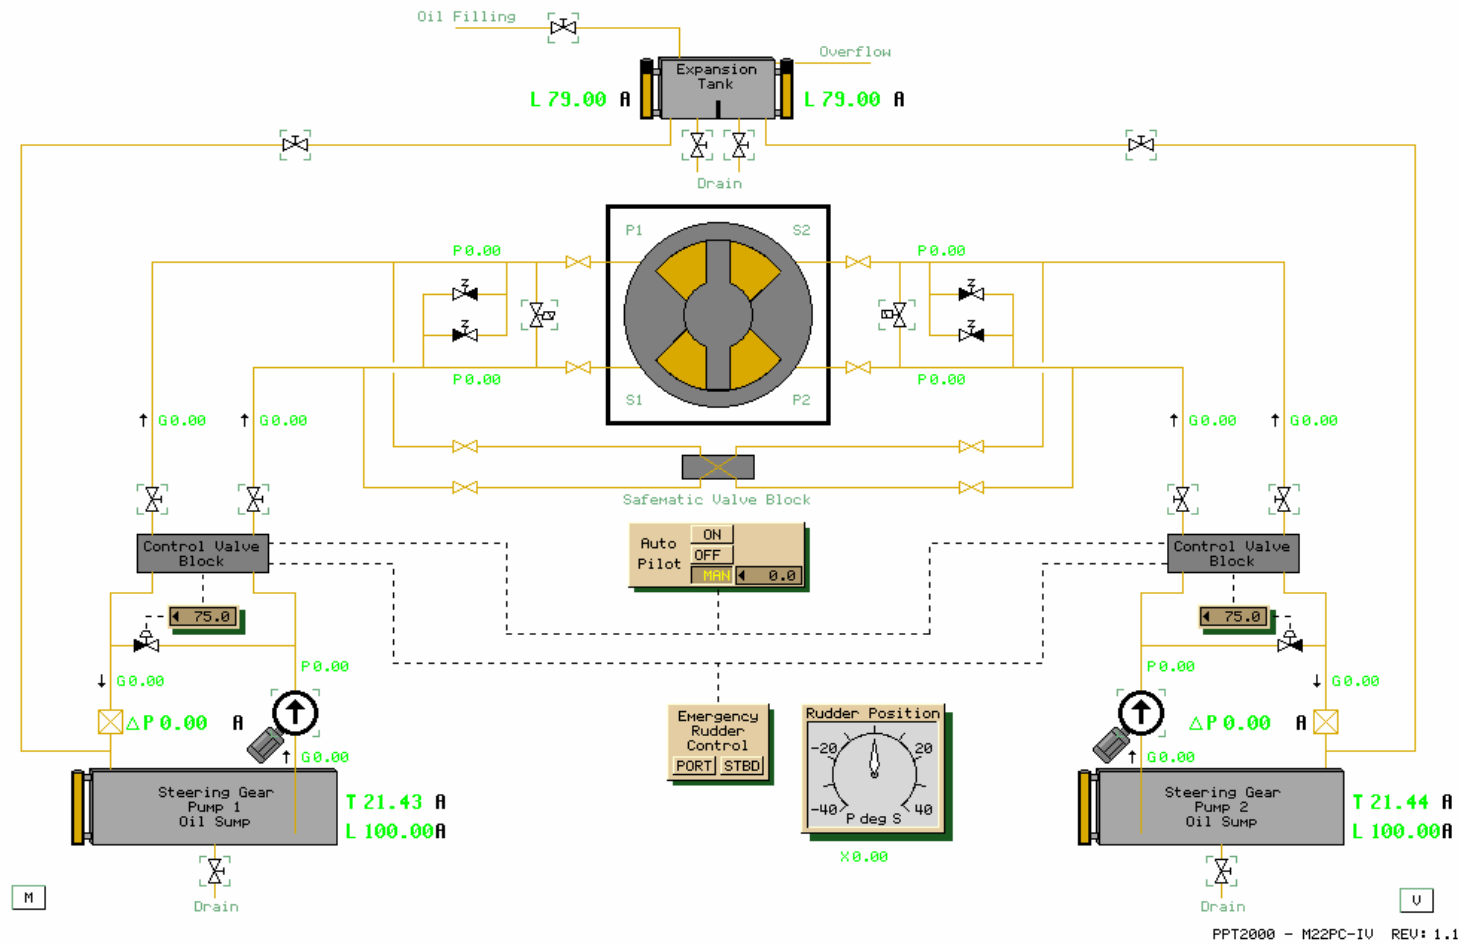 Oil Filling
Overflow
Expansion
Tank
L 79.00 A
L 79.00 A
Drain
P1
S2
P 0.00
P 0.00
Z
Z
Z
Z
P 0.00
P 0.00
S1
P2
G 0.00
G 0.00
G 0.00
G 0.00
Safematic Valve Block
Control Valve
Block
Auto
Pilot
ON
OFF
MAN
0.0
Control Valve
Block
75.0
75.0
P 0.00
P 0.00
G 0.00
G 0.00
△P 0.00 A
△P 0.00 A
G 0.00
G 0.00
Emergency
Rudder
Control
PORT STBD
Rudder Position
-20 20
-40 40
P deg S
X 0.00
Steering Gear
Pump 1
Oil Sump
T 21.43 A
L 100.00 A
Steering Gear
Pump 2
Oil Sump
T 21.44 A
L 100.00 A
M
Drain
Drain
V
PPT2000 - M22PC-IV REV: 1.1